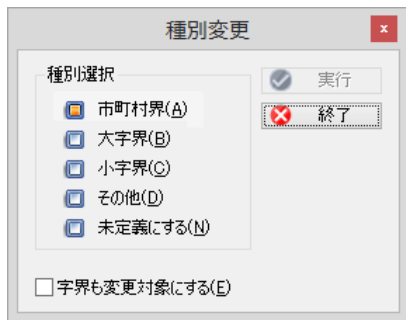 種別変更
x
種別選択
市町村界(A)
大字界(B)
小字界(C)
その他(D)
未定義にする(N)
実行
終了
字界も変更対象にする(E)